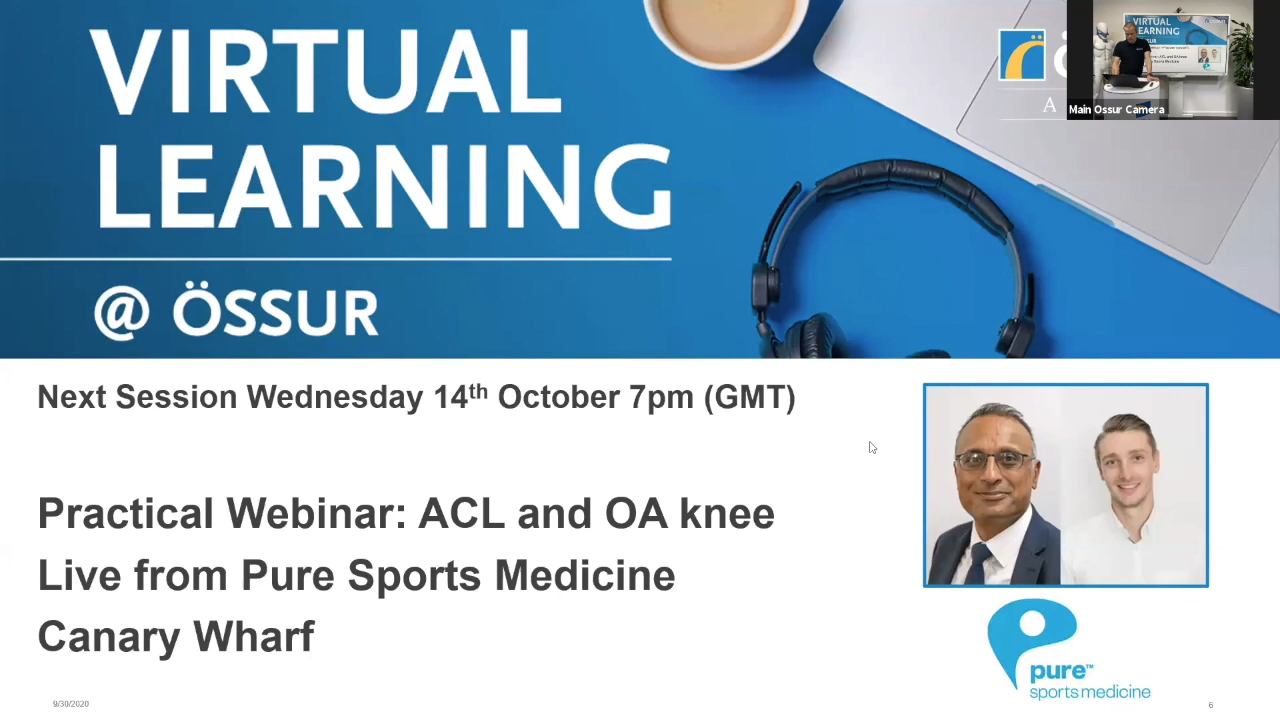 VIRTUAL
LEARNING
@ ÖSSUR
Main Ossur Camera
Next Session Wednesday 14th October 7pm (GMT)
Practical Webinar: ACL and OA knee
Live from Pure Sports Medicine
Canary Wharf
pure™
sports medicine
9/30/2020
6